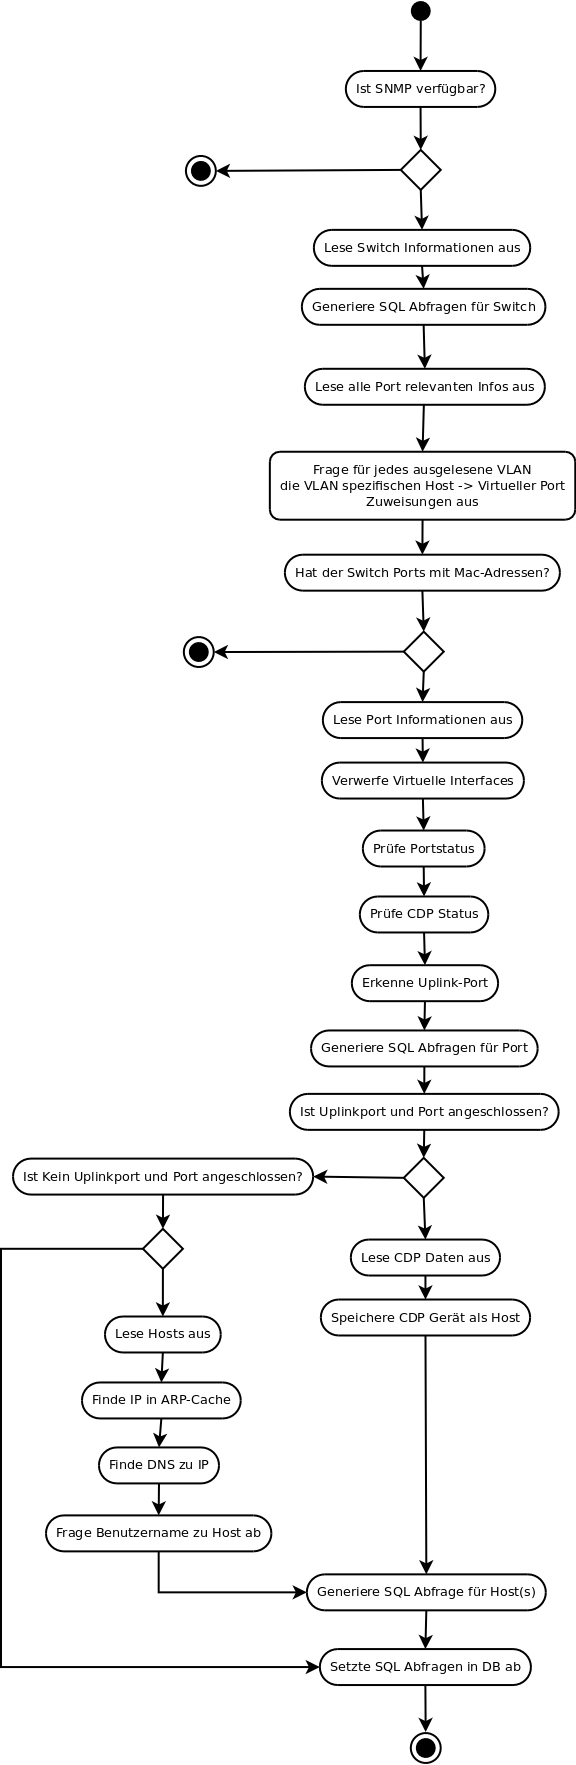 Ist SNMP verfügbar?
Lese Switch Informationen aus
Generiere SQL Abfragen für Switch
Lese alle Port relevanten Infos aus
Frage für jedes ausgelesene VLAN
die VLAN spezifischen Host -> Virtueller Port
Zuweisungen aus
Hat der Switch Ports mit Mac-Adressen?
Lese Port Informationen aus
Verwerfe Virtuelle Interfaces
Prüfe Portstatus
Prüfe CDP Status
Erkenne Uplink-Port
Generiere SQL Abfragen für Port
Ist Uplinkport und Port angeschlossen?
Ist Kein Uplinkport und Port angeschlossen?
Lese CDP Daten aus
Speichere CDP Gerät als Host
Lese Hosts aus
Finde IP in ARP-Cache
Finde DNS zu IP
Frage Benutzername zu Host ab
Generiere SQL Abfrage für Host(s)
Setzte SQL Abfragen in DB ab